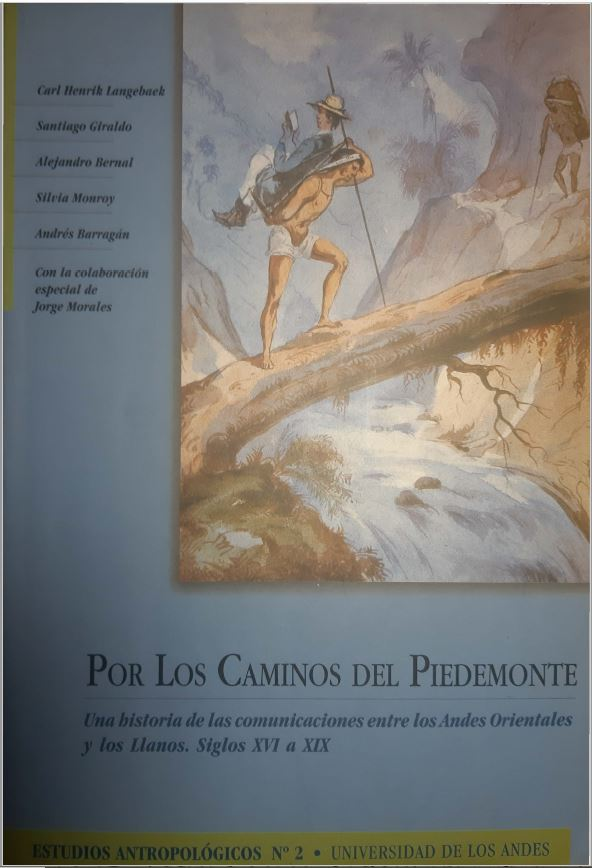 Carl Henrik Langebaek
Santiago Giraldo
Alejandro Bernal
Silvia Monroy
Andrés Barragán
Con la colaboración
especial de
Jorge Morales
POR LOS CAMINOS DEL PIEDEMONTE
Una historia de las comunicaciones entre los Andes Orientales
y los Llanos. Siglos XVI a XIX
ESTUDIOS ANTROPOLÓGICOS Nº 2 • UNIVERSIDAD DE LOS ANDES